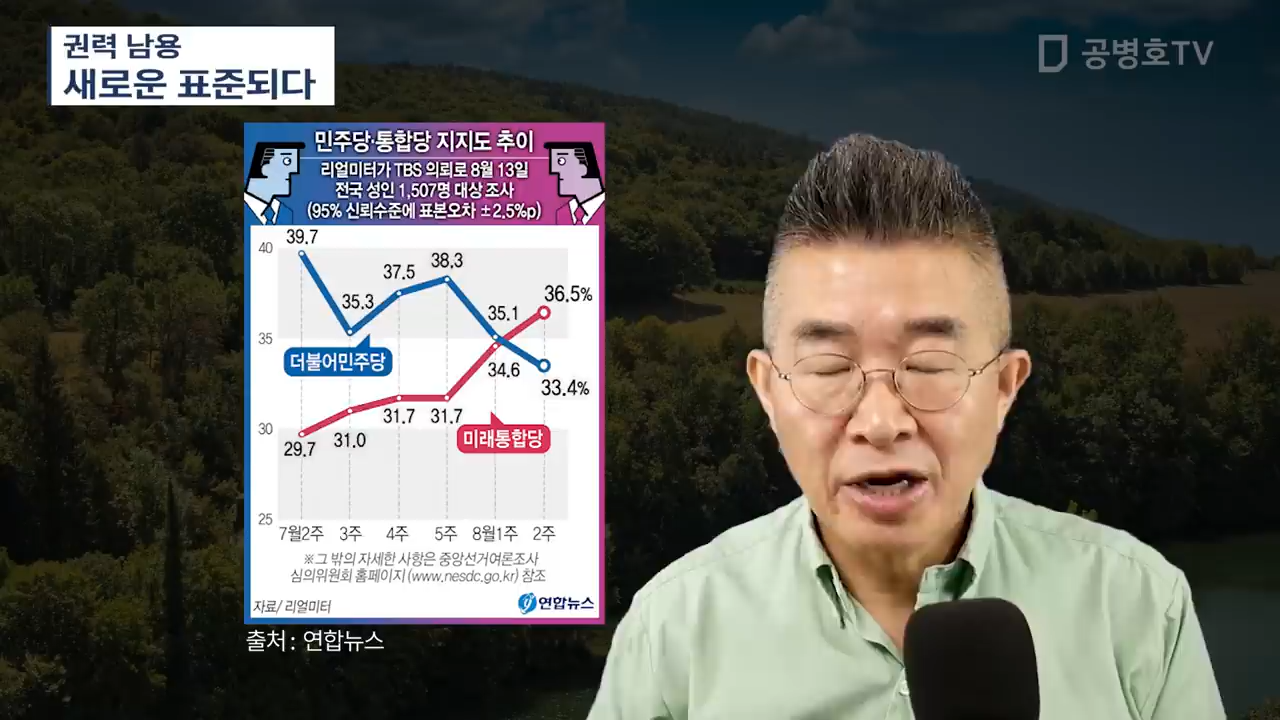 권력 남용
새로운 표준되다
공병호TV
민주당·통합당 지지도 추이
리얼미터가 TBS 의뢰로 8월 13일
전국 성인 1,507명 대상 조사
(95% 신뢰수준에 표본오차 ±2.5%p)
40
35
30
25
39.7
35.3
37.5
38.3
35.1
33.4%
더불어민주당
29.7
31.0
31.7
31.7
34.6
36.5%
미래통합당
7월2주 3주 4주 5주 8월1주 2주
※그 밖의 자세한 사항은 중앙선거여론조사
심의위원회 홈페이지(www.nesdc.go.kr) 참조
자료/ 리얼미터
연합뉴스
출처 : 연합뉴스